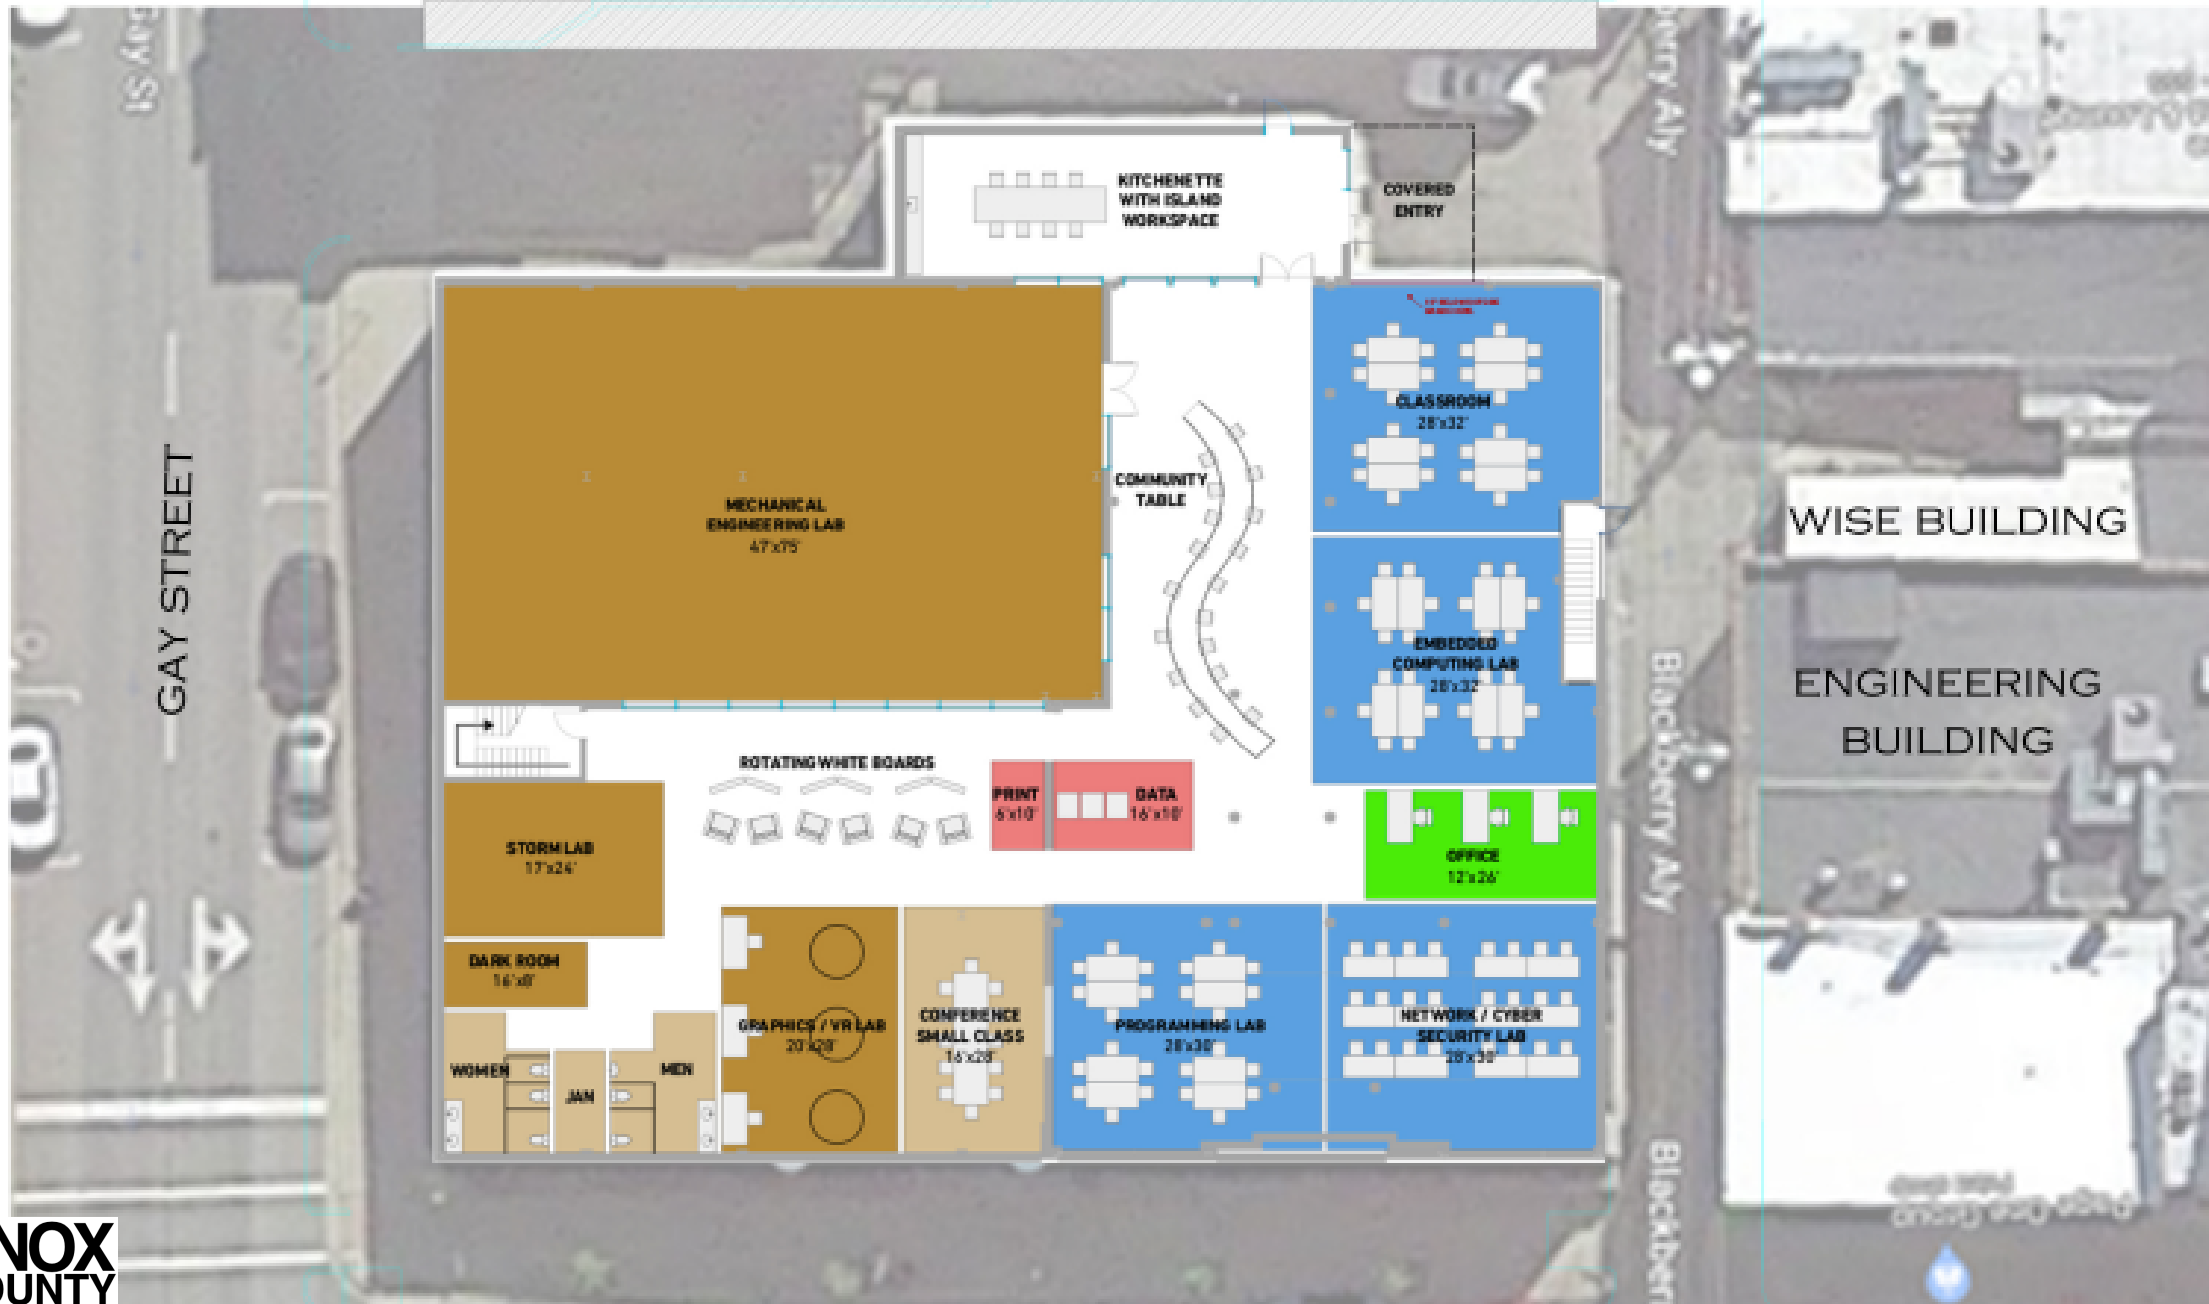 Gay St
KITCHENETTE
WITH ISLAND
WORKSPACE
COVERED
ENTRY
CLASSROOM
28'x32'
COMMUNITY
TABLE
MECHANICAL
ENGINEERING LAB
47'x75'
GAY STREET
WISE BUILDING
EMBEDDED
COMPUTING LAB
28'x32'
ENGINEERING
BUILDING
Blackberry Aly
ROTATING WHITE BOARDS
PRINT
6'x10'
DATA
16'x10'
STORM LAB
17'x24'
OFFICE
12'x26'
DARK ROOM
16'x8'
GRAPHICS / VR LAB
20'x28'
CONFERENCE
SMALL CLASS
16'x28'
PROGRAMMING LAB
28'x30'
NETWORK / CYBER
SECURITY LAB
28'x30'
WOMEN
JAN
MEN
NOX
OUNTY